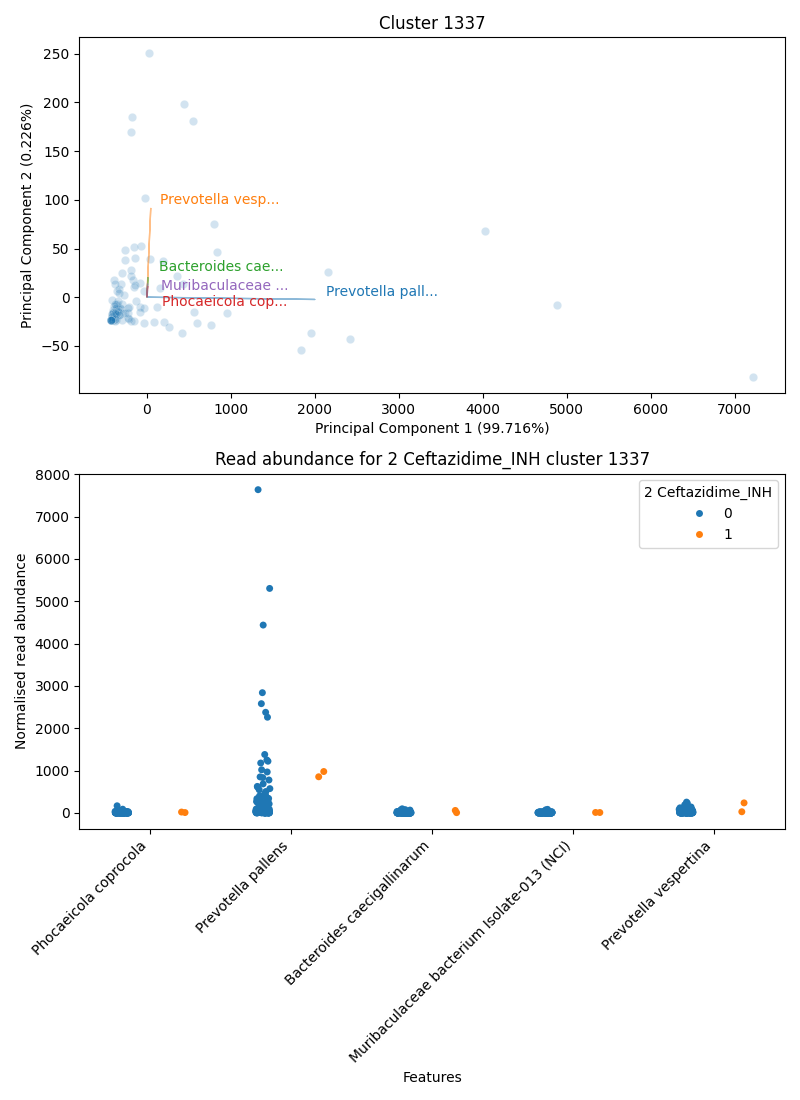 Cluster 1337
Principal Component 2 (0.226%)
250
200
150
100
50
0
−50
Prevotella vesp...
Bacteroides cae...
Muribaculaceae ...
Prevotella pall...
Phocaeicola cop...
0
1000
2000
3000
4000
5000
6000
7000
Principal Component 1 (99.716%)
Read abundance for 2 Ceftazidime_INH cluster 1337
Normalised read abundance
8000
7000
6000
5000
4000
3000
2000
1000
0
2 Ceftazidime_INH
0
1
Phocaeicola coprocola
Prevotella pallens
Bacteroides caecigallinarum
Muribaculaceae bacterium Isolate-013 (NCI)
Prevotella vespertina
Features